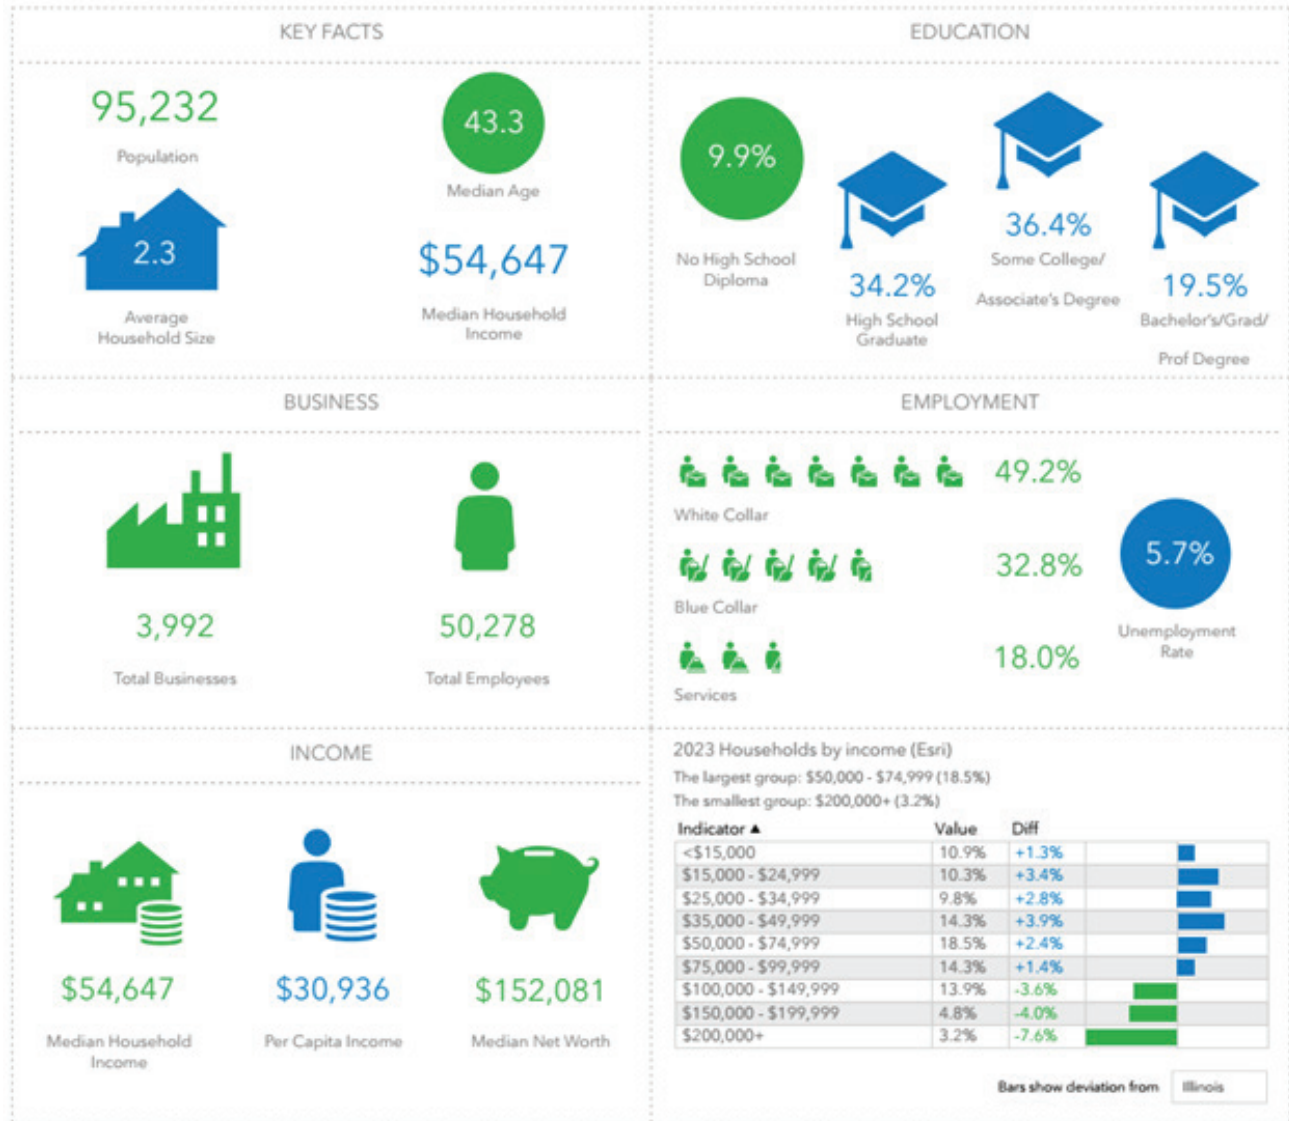 KEY FACTS
95,232
Population
43.3
Median Age
2.3
Average
Household Size
$54,647
Median Household
Income
EDUCATION
9.9%
No High School
Diploma
34.2%
High School
Graduate
36.4%
Some College/
Associate's Degree
19.5%
Bachelor's/Grad/
Prof Degree
BUSINESS
3,992
Total Businesses
50,278
Total Employees
EMPLOYMENT
49.2%
White Collar
32.8%
Blue Collar
18.0%
Services
5.7%
Unemployment
Rate
INCOME
$54,647
Median Household
Income
$30,936
Per Capita Income
$152,081
Median Net Worth
2023 Households by income (Esri)
The largest group: $50,000 - $74,999 (18.5%)
The smallest group: $200,000+ (3.2%)
Indicator ▲ Value Diff
<$15,000 10.9% +1.3%
$15,000 - $24,999 10.3% +3.4%
$25,000 - $34,999 9.8% +2.8%
$35,000 - $49,999 14.3% +3.9%
$50,000 - $74,999 18.5% +2.4%
$75,000 - $99,999 14.3% +1.4%
$100,000 - $149,999 13.9% -3.6%
$150,000 - $199,999 4.8% -4.0%
$200,000+ 3.2% -7.6%
Bars show deviation from Illinois